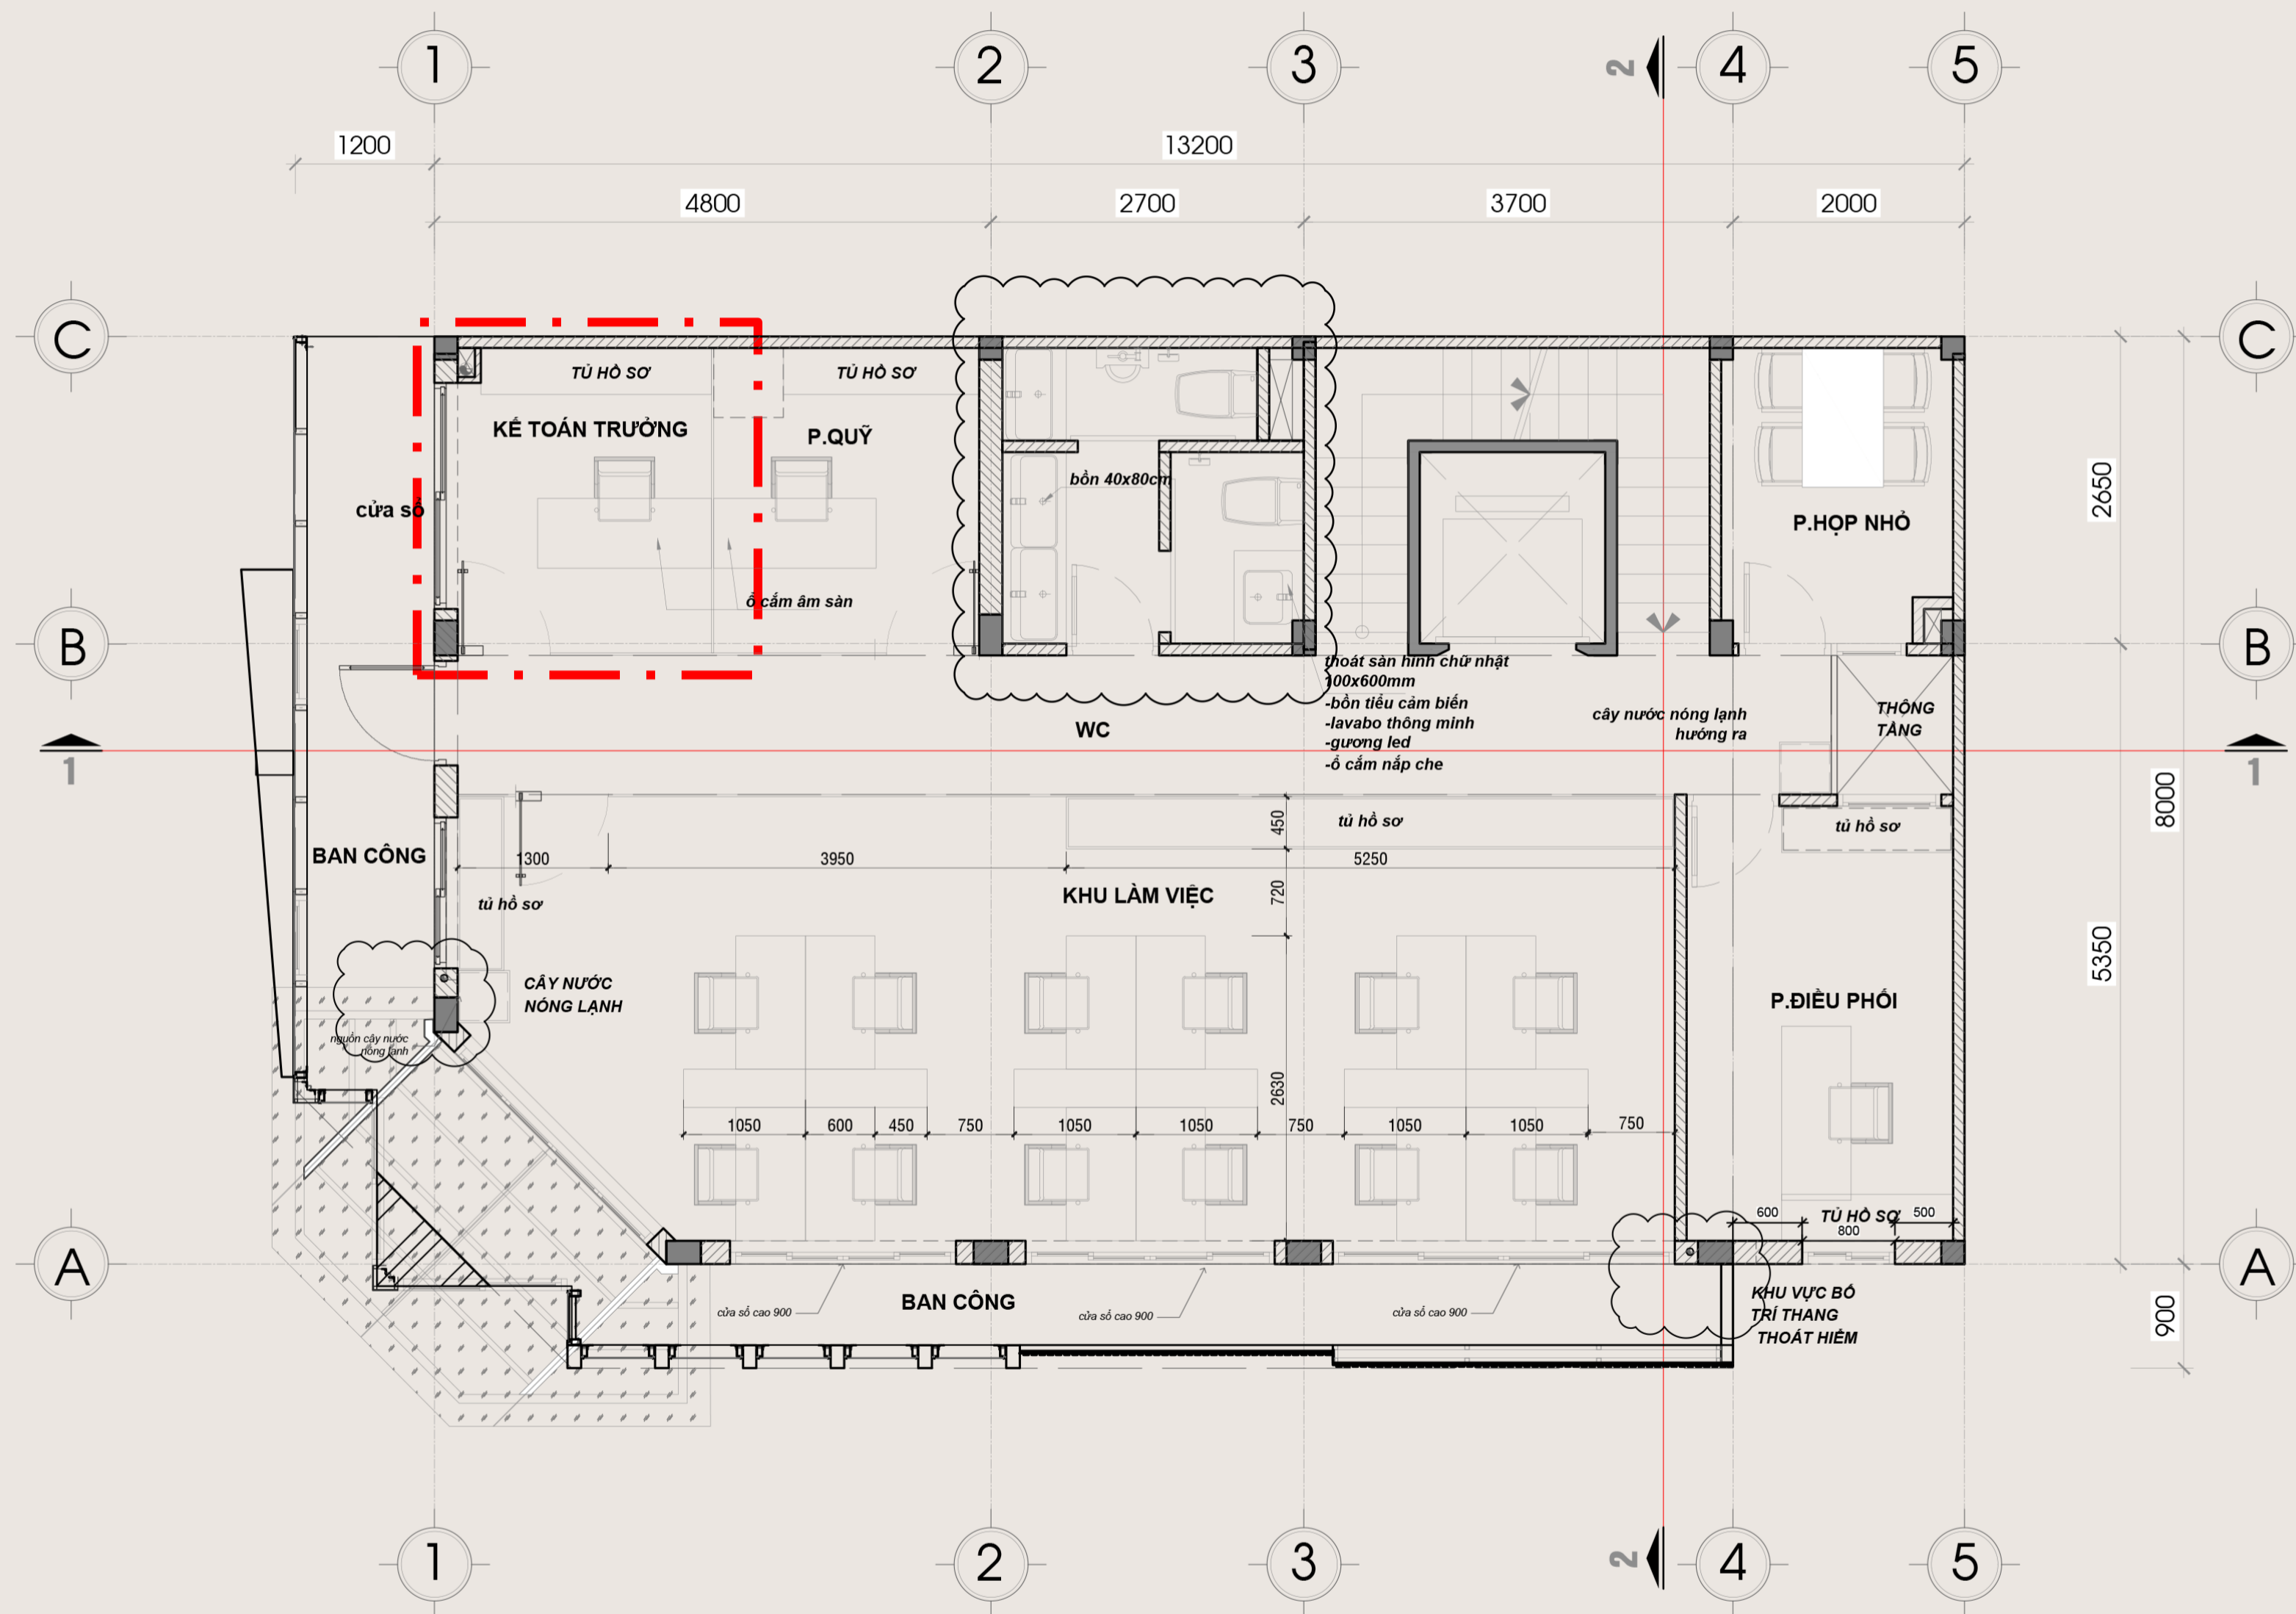 1
2
3
2
4
5
1200
13200
4800
2700
3700
2000
C
C
TỦ HỒ SƠ
TỦ HỒ SƠ
KẾ TOÁN TRƯỞNG
P.QUỸ
bồn 40x80cm
cửa sổ
P.HỌP NHỎ
2650
ổ cắm âm sàn
B
B
thoát sàn hình chữ nhật
100x600mm
-bồn tiểu cảm biến
-lavabo thông minh
-gương led
-ổ cắm nắp che
WC
cây nước nóng lạnh
hướng ra
THÔNG
TẦNG
1
1
8000
450
tủ hồ sơ
tủ hồ sơ
BAN CÔNG
1300
3950
5250
tủ hồ sơ
KHU LÀM VIỆC
720
5350
CÂY NƯỚC
NÓNG LẠNH
P.ĐIỀU PHỐI
nguồn cây nước
nóng lạnh
2630
1050
600
450
750
1050
1050
750
1050
1050
750
600
TỦ HỒ SƠ
500
800
A
A
BAN CÔNG
cửa sổ cao 900
cửa sổ cao 900
cửa sổ cao 900
KHU VỰC BỐ
TRÍ THANG
THOÁT HIỂM
900
1
2
3
2
4
5